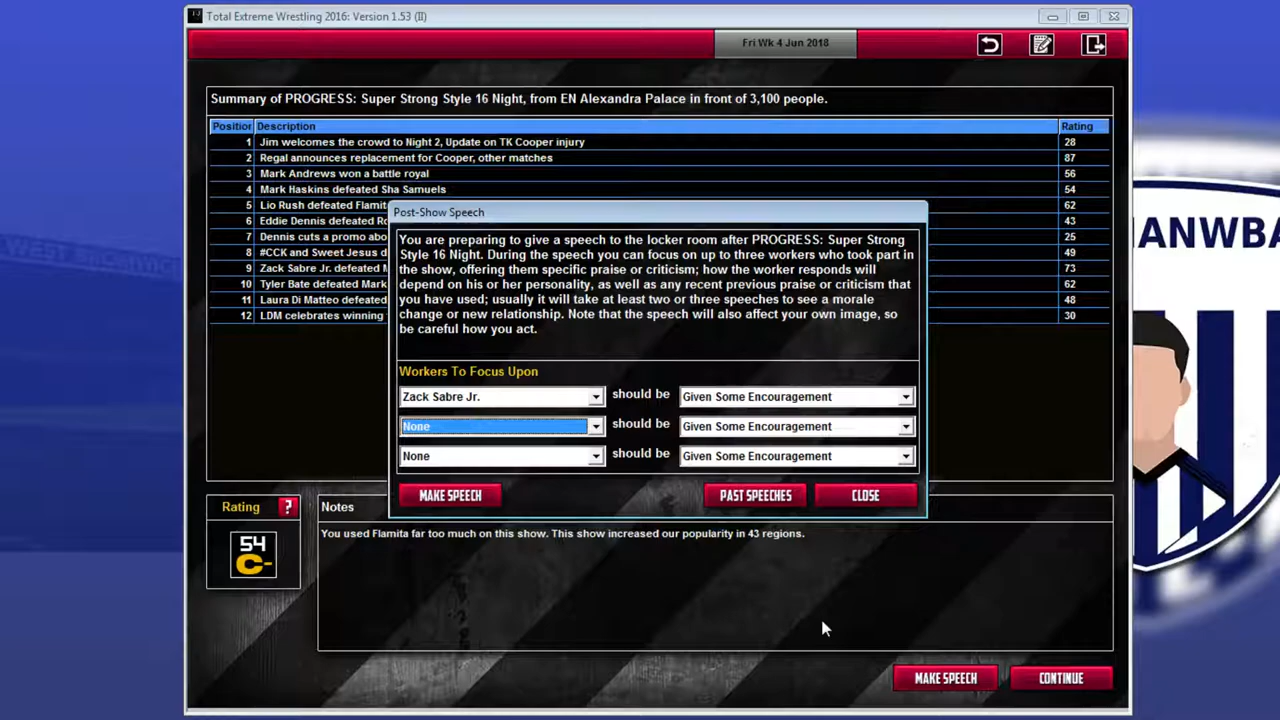 Total Extreme Wrestling 2016: Version 1.53 (II)
Fri Wk 4 Jun 2018
Summary of PROGRESS: Super Strong Style 16 Night, from EN Alexandra Palace in front of 3,100 people.
Position Description Rating
1 Jim welcomes the crowd to Night 2, Update on TK Cooper injury 28
2 Regal announces replacement for Cooper, other matches 87
3 Mark Andrews won a battle royal 56
4 Mark Haskins defeated Sha Samuels 54
5 Lio Rush defeated Flamita 62
6 Eddie Dennis defeated 43
7 Dennis cuts a promo 25
8 #CCK and Sweet Jesus 49
9 Zack Sabre Jr. defeated 73
10 Tyler Bate defeated Mark 62
11 Laura Di Matteo defeated 48
12 LDM celebrates winning 30
Post-Show Speech
You are preparing to give a speech to the locker room after PROGRESS: Super Strong
Style 16 Night. During the speech you can focus on up to three workers who took part in
the show, offering them specific praise or criticism; how the worker responds will
depend on his or her personality, as well as any recent previous praise or criticism that
you have used; usually it will take at least two or three speeches to see a morale
change or new relationship. Note that the speech will also affect your own image, so
be careful how you act.
Workers To Focus Upon
Zack Sabre Jr. should be Given Some Encouragement
None should be Given Some Encouragement
None should be Given Some Encouragement
MAKE SPEECH PAST SPEECHES CLOSE
Rating ? Notes
54
C-
You used Flamita far too much on this show. This show increased our popularity in 43 regions.
MAKE SPEECH CONTINUE
WEST BROMWICH
IANWBA